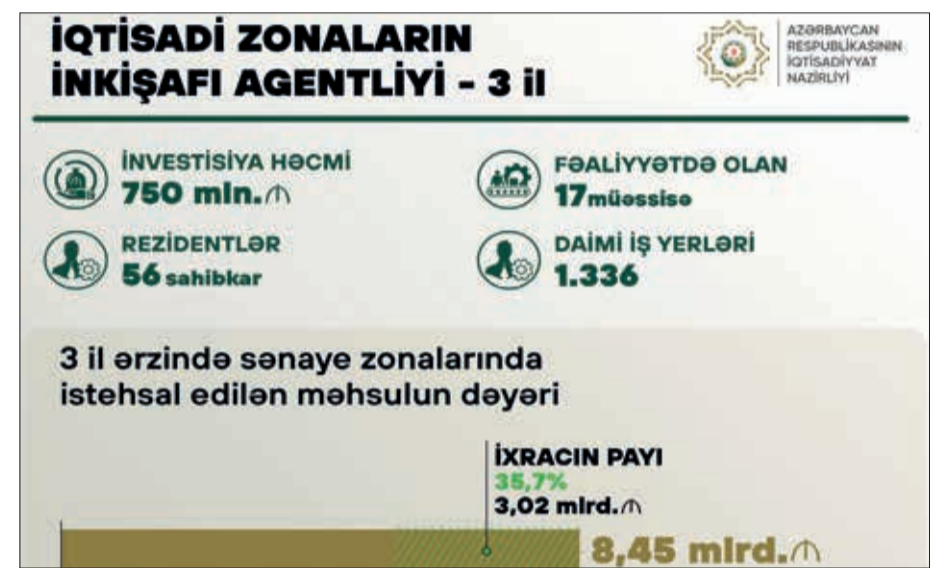 İQTİSADİ ZONALARIN
İNKİŞAFI AGENTLİYİ - 3 il
AZƏRBAYCAN
RESPUBLİKASININ
İQTİSADİYYAT
NAZİRLİYİ
İNVESTİSİYA HƏCMİ
750 mln.₼
FƏALİYYƏTDƏ OLAN
17 müəssisə
REZİDENTLƏR
56 sahibkar
DAİMİ İŞ YERLƏRİ
1.336
3 il ərzində sənaye zonalarında
istehsal edilən məhsulun dəyəri
İXRACIN PAYI
35,7%
3,02 mlrd.₼
8,45 mlrd.₼